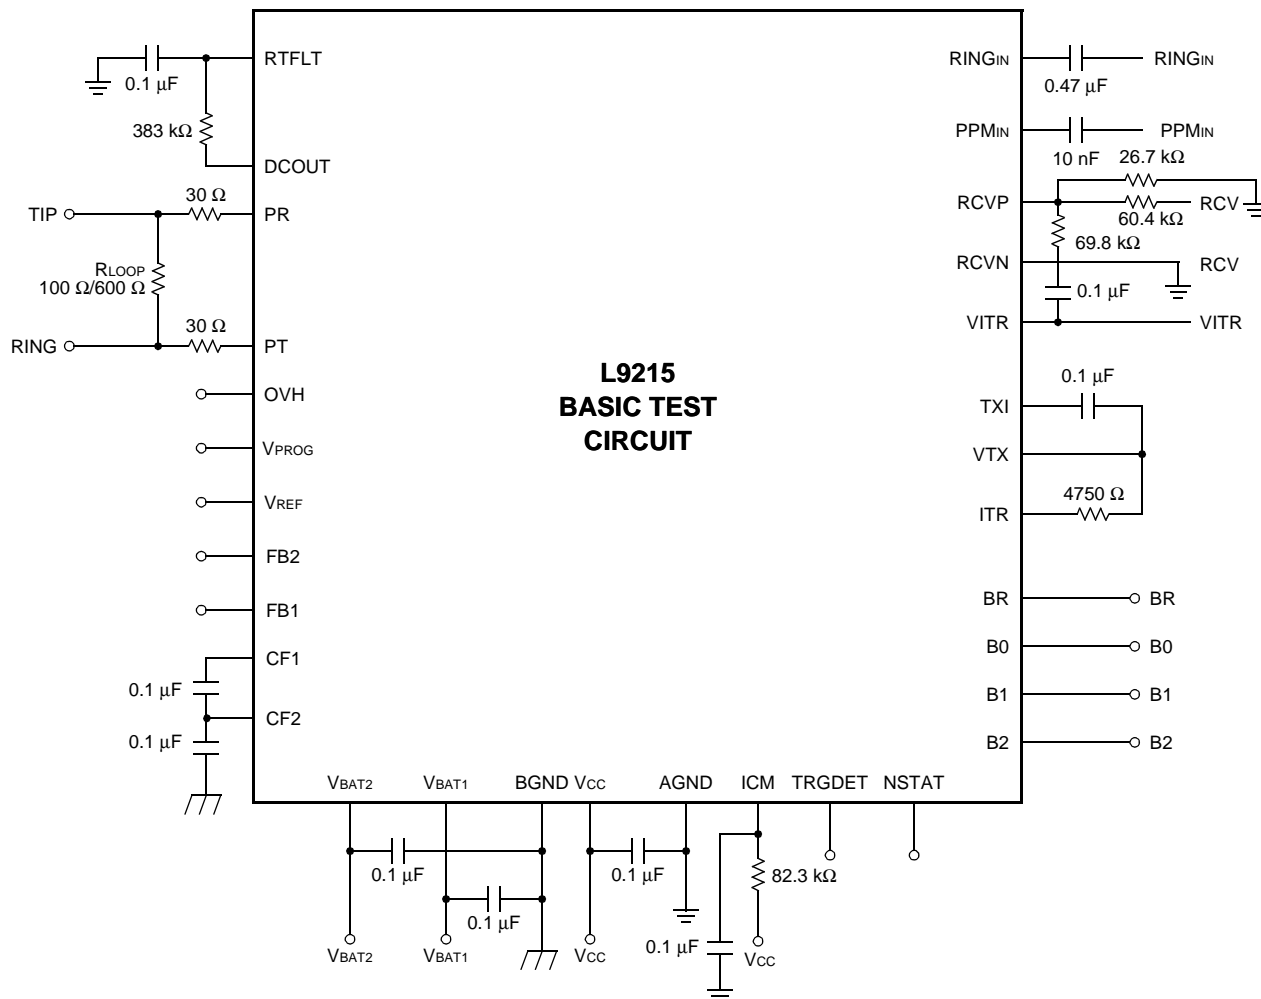 RTFLT
0.1 µF
383 kΩ
DCOUT
30 Ω
TIP
PR
RLOOP
100 Ω/600 Ω
30 Ω
RING
PT
OVH
VPROG
VREF
FB2
FB1
CF1
0.1 µF
CF2
0.1 µF
L9215
BASIC TEST
CIRCUIT
RINGIN
RINGIN
0.47 µF
PPMIN
PPMIN
10 nF
26.7 kΩ
RCVP
RCV
60.4 kΩ
69.8 kΩ
RCVN
RCV
0.1 µF
VITR
VITR
0.1 µF
TXI
VTX
4750 Ω
ITR
BR
BR
B0
B0
B1
B1
B2
B2
VBAT2
VBAT1
BGND
VCC
AGND
ICM
TRGDET
NSTAT
0.1 µF
0.1 µF
82.3 kΩ
0.1 µF
0.1 µF
VBAT2
VBAT1
VCC
VCC